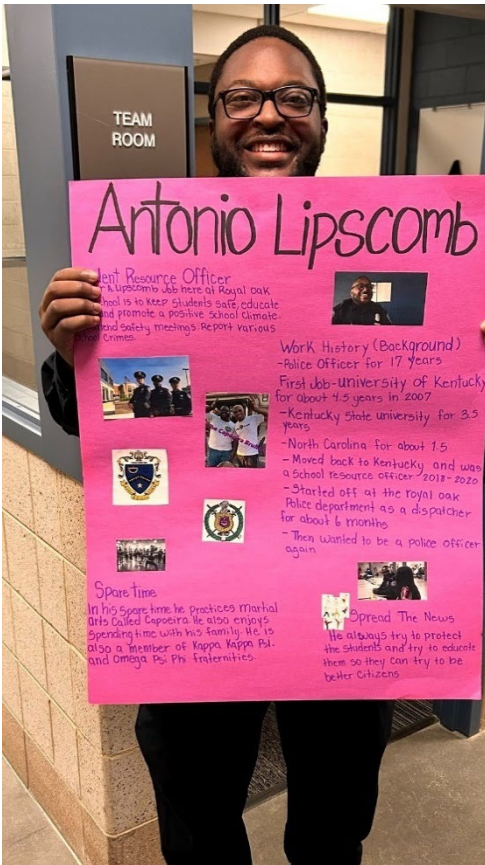 TEAM
ROOM
Antonio Lipscomb
Resource Officer
Lipscomb Job here at Royal oak
is to keep students safe, educate
and promote a positive School Climate.
safety meetings. Report various
School Crimes.
Work History (Background)
-Police Officer for 17 years
First Job-University of Kentucky
for about 4.5 years in 2007
-Kentucky State university for 3.5
years
-North Carolina for about 1.5
-Moved back to Kentucky and was
a School resource officer 2018-2020
-Started off at the royal oak
Police department as a dispatcher
for about 6 months
-Then wanted to be a police officer
again
Spare time
In his spare time he practices martial
arts Called Capoeira. He also enjoys
Spending time with his family. He is
also a member of Kappa Kappa Psi.
and Omega Psi Phi fraternities.
Spread The News
He always try to protect
the students and try to educate
them so they can try to be
better Citizens